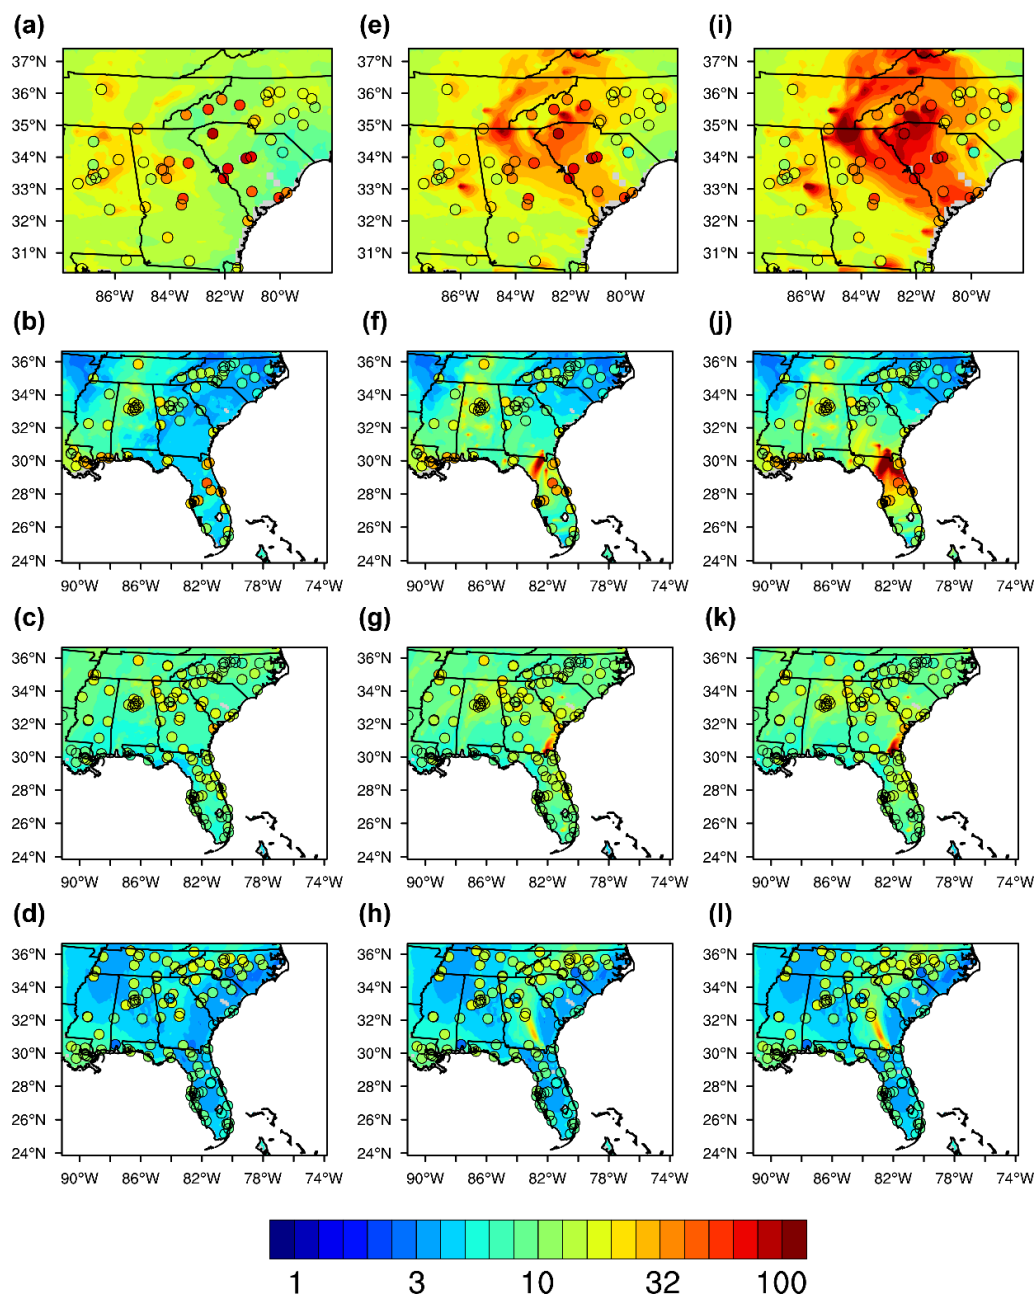 (a) (e) (i)
37°N 37°N 37°N
36°N 36°N 36°N
35°N 35°N 35°N
34°N 34°N 34°N
33°N 33°N 33°N
32°N 32°N 32°N
31°N 31°N 31°N
86°W 84°W 82°W 80°W 86°W 84°W 82°W 80°W 86°W 84°W 82°W 80°W
(b) (f) (j)
36°N 36°N 36°N
34°N 34°N 34°N
32°N 32°N 32°N
30°N 30°N 30°N
28°N 28°N 28°N
26°N 26°N 26°N
24°N 24°N 24°N
90°W 86°W 82°W 78°W 74°W 90°W 86°W 82°W 78°W 74°W 90°W 86°W 82°W 78°W 74°W
(c) (g) (k)
36°N 36°N 36°N
34°N 34°N 34°N
32°N 32°N 32°N
30°N 30°N 30°N
28°N 28°N 28°N
26°N 26°N 26°N
24°N 24°N 24°N
90°W 86°W 82°W 78°W 74°W 90°W 86°W 82°W 78°W 74°W 90°W 86°W 82°W 78°W 74°W
(d) (h) (l)
36°N 36°N 36°N
34°N 34°N 34°N
32°N 32°N 32°N
30°N 30°N 30°N
28°N 28°N 28°N
26°N 26°N 26°N
24°N 24°N 24°N
90°W 86°W 82°W 78°W 74°W 90°W 86°W 82°W 78°W 74°W 90°W 86°W 82°W 78°W 74°W
1 3 10 32 100